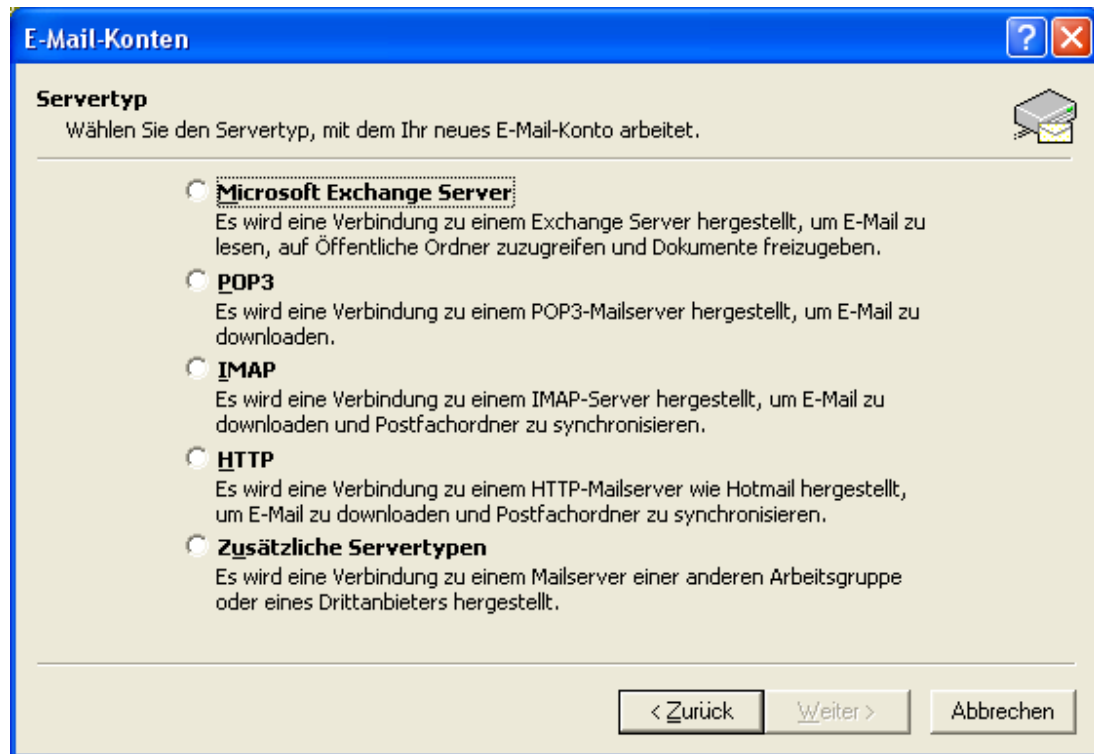 E-Mail-Konten
Servertyp
Wählen Sie den Servertyp, mit dem Ihr neues E-Mail-Konto arbeitet.
Microsoft Exchange Server
Es wird eine Verbindung zu einem Exchange Server hergestellt, um E-Mail zu
lesen, auf Öffentliche Ordner zuzugreifen und Dokumente freizugeben.
POP3
Es wird eine Verbindung zu einem POP3-Mailserver hergestellt, um E-Mail zu
downloaden.
IMAP
Es wird eine Verbindung zu einem IMAP-Server hergestellt, um E-Mail zu
downloaden und Postfachordner zu synchronisieren.
HTTP
Es wird eine Verbindung zu einem HTTP-Mailserver wie Hotmail hergestellt,
um E-Mail zu downloaden und Postfachordner zu synchronisieren.
Zusätzliche Servertypen
Es wird eine Verbindung zu einem Mailserver einer anderen Arbeitsgruppe
oder eines Drittanbieters hergestellt.
< Zurück Weiter > Abbrechen